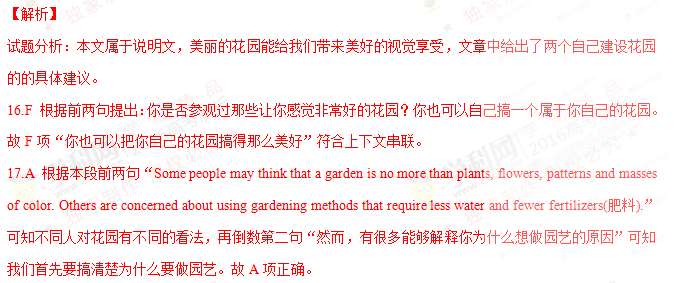 【解析】
试题分析：本文属于说明文，美丽的花园能给我们带来美好的视觉享受，文章中给出了两个自己建设花园
的的具体建议。
16.F 根据前两句提出：你是否参观过那些让你感觉非常好的花园？你也可以自己搞一个属于你自己的花园。
故 F 项“你也可以把你自己的花园搞得那么美好”符合上下文串联。
17.A 根据本段前两句“Some people may think that a garden is no more than plants, flowers, patterns and masses
of color. Others are concerned about using gardening methods that require less water and fewer fertilizers(肥料).”
可知不同人对花园有不同的看法，再倒数第二句“然而，有很多能够解释你为什么想做园艺的原因”可知
我们首先要搞清楚为什么要做园艺。故 A 项正确。